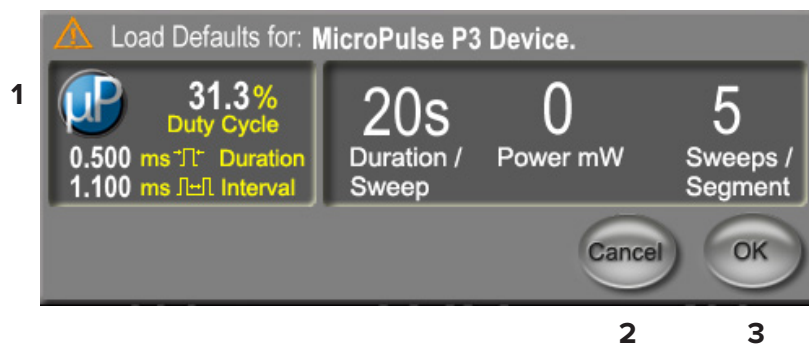 Load Defaults for: MicroPulse P3 Device.
1
µP
31.3%
Duty Cycle
0.500 ms Duration
1.100 ms Interval
20s
Duration /
Sweep
0
Power mW
5
Sweeps /
Segment
Cancel
OK
2
3